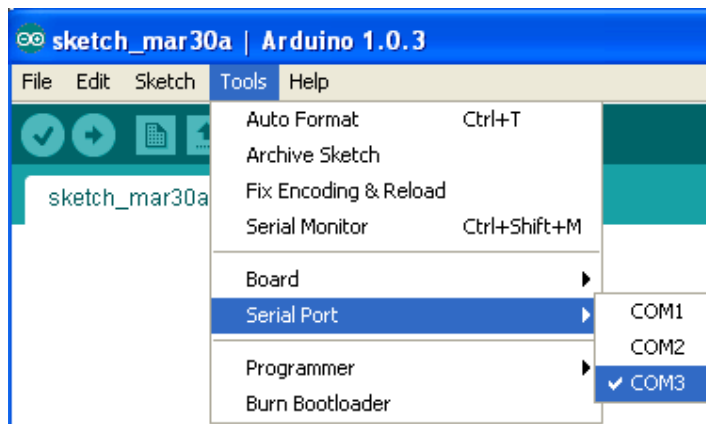 sketch_mar30a | Arduino 1.0.3
File Edit Sketch Tools Help
Auto Format Ctrl+T
Archive Sketch
sketch_mar30a
Fix Encoding & Reload
Serial Monitor Ctrl+Shift+M
Board
Serial Port
COM1
COM2
COM3
Programmer
Burn Bootloader